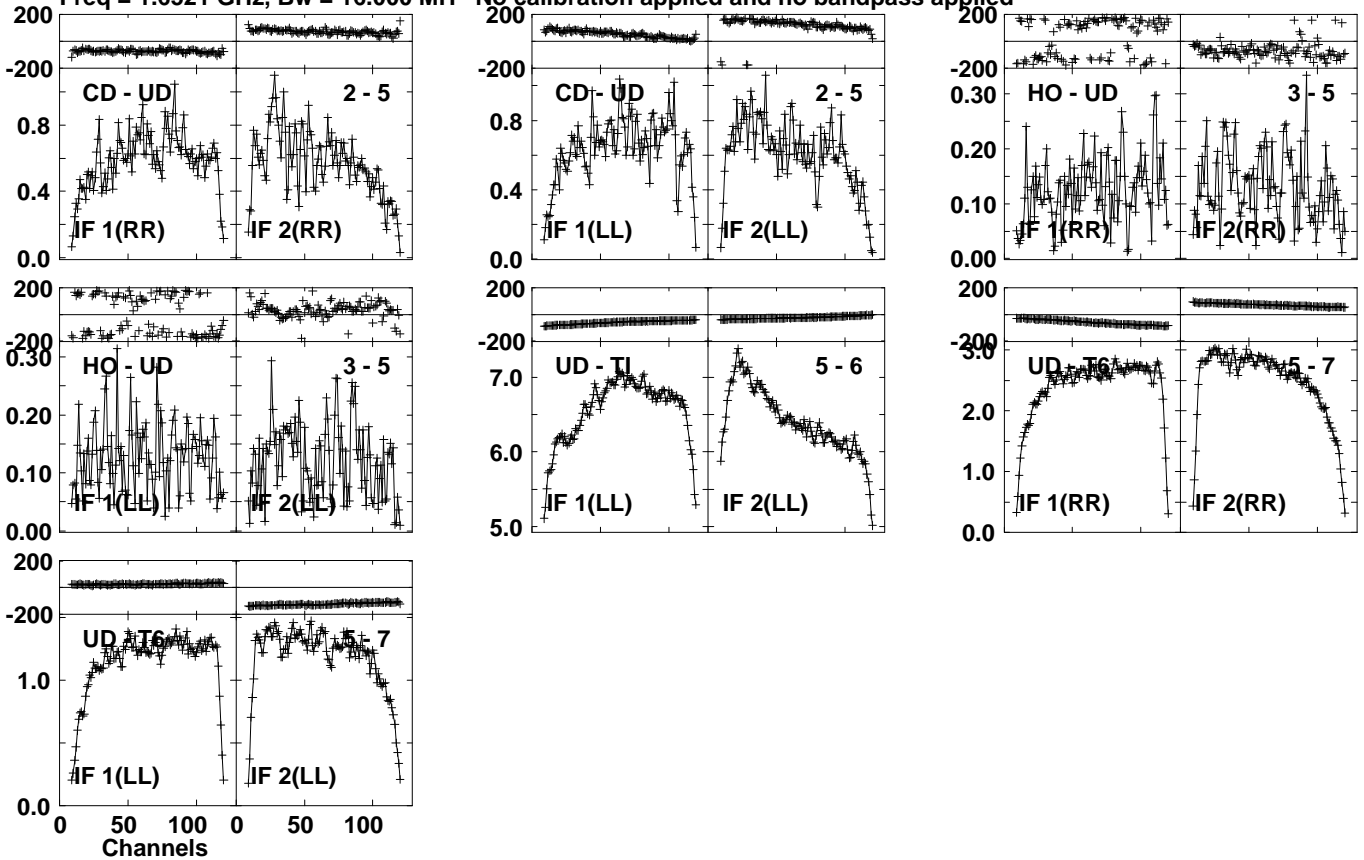 Freq = 1.6521 GHz, Bw = 16.000 MH No calibration applied and no bandpass applied
200
-200
CD - UD
2 - 5
0.8
0.4
0.0
IF 1(RR)
IF 2(RR)
200
-200
CD - UD
2 - 5
0.8
0.4
0.0
IF 1(LL)
IF 2(LL)
200
-200
HO - UD
3 - 5
0.30
0.20
0.10
0.00
IF 1(RR)
IF 2(RR)
200
-200
HO - UD
3 - 5
0.30
0.20
0.10
0.00
IF 1(LL)
IF 2(LL)
200
-200
UD - TI
5 - 6
7.0
6.0
5.0
IF 1(LL)
IF 2(LL)
200
-200
UD - T6
5 - 7
3.0
2.0
1.0
0.0
IF 1(RR)
IF 2(RR)
200
-200
UD - T6
5 - 7
1.0
0.0
IF 1(LL)
IF 2(LL)
0 50 100 0 50 100
Channels